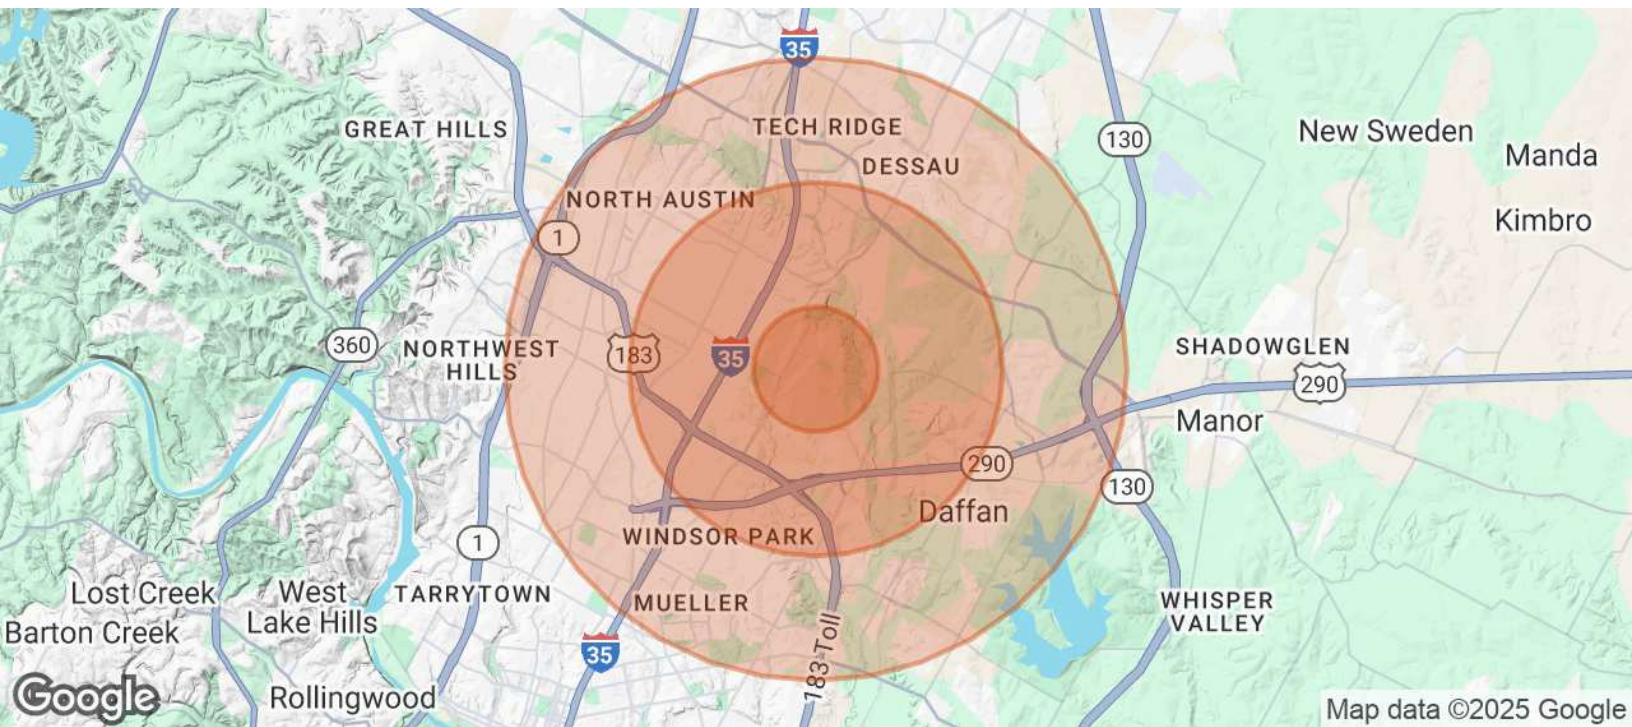 35
TECH RIDGE
GREAT HILLS
130
New Sweden
Manda
DESSAU
NORTH AUSTIN
Kimbro
1
360
NORTHWEST
HILLS
183
35
SHADOWGLEN
290
Manor
290
130
Daffan
WINDSOR PARK
1
Lost Creek
West
Lake Hills
TARRYTOWN
MUELLER
WHISPER
VALLEY
Barton Creek
35
183 Toll
Rollingwood
Google
Map data ©2025 Google